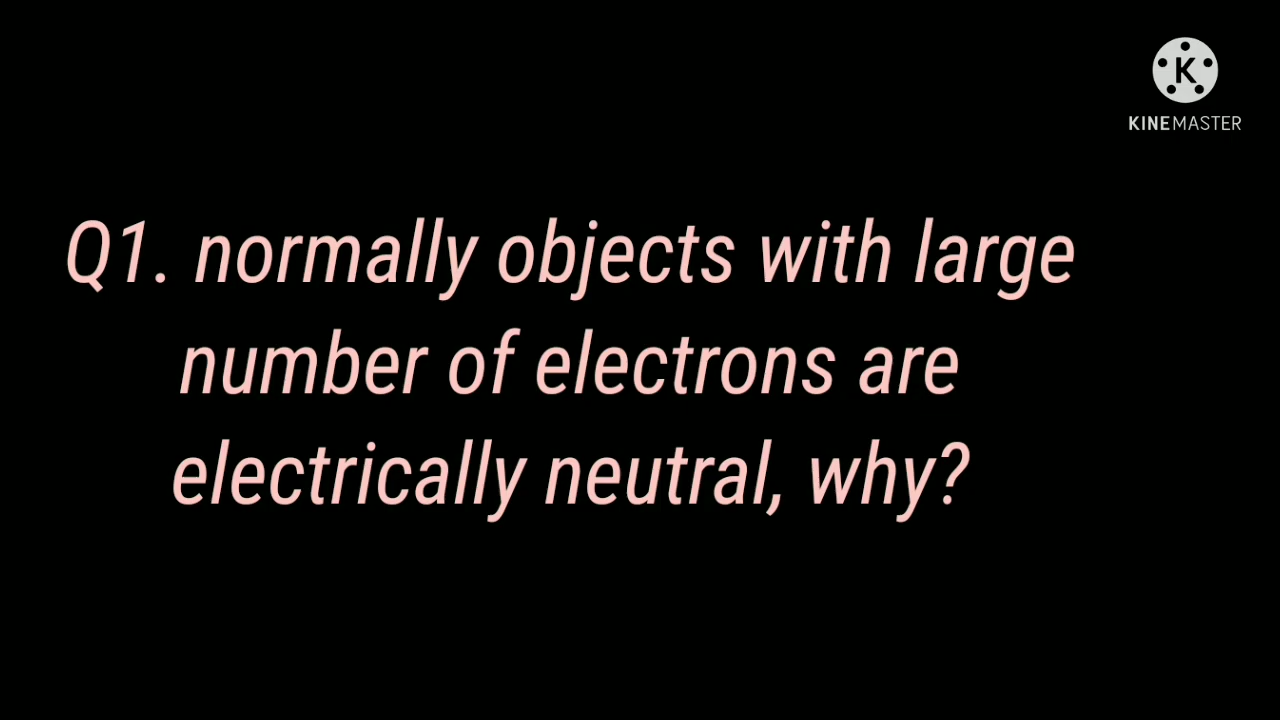 K
KINEMASTER
Q1. normally objects with large
number of electrons are
electrically neutral, why?